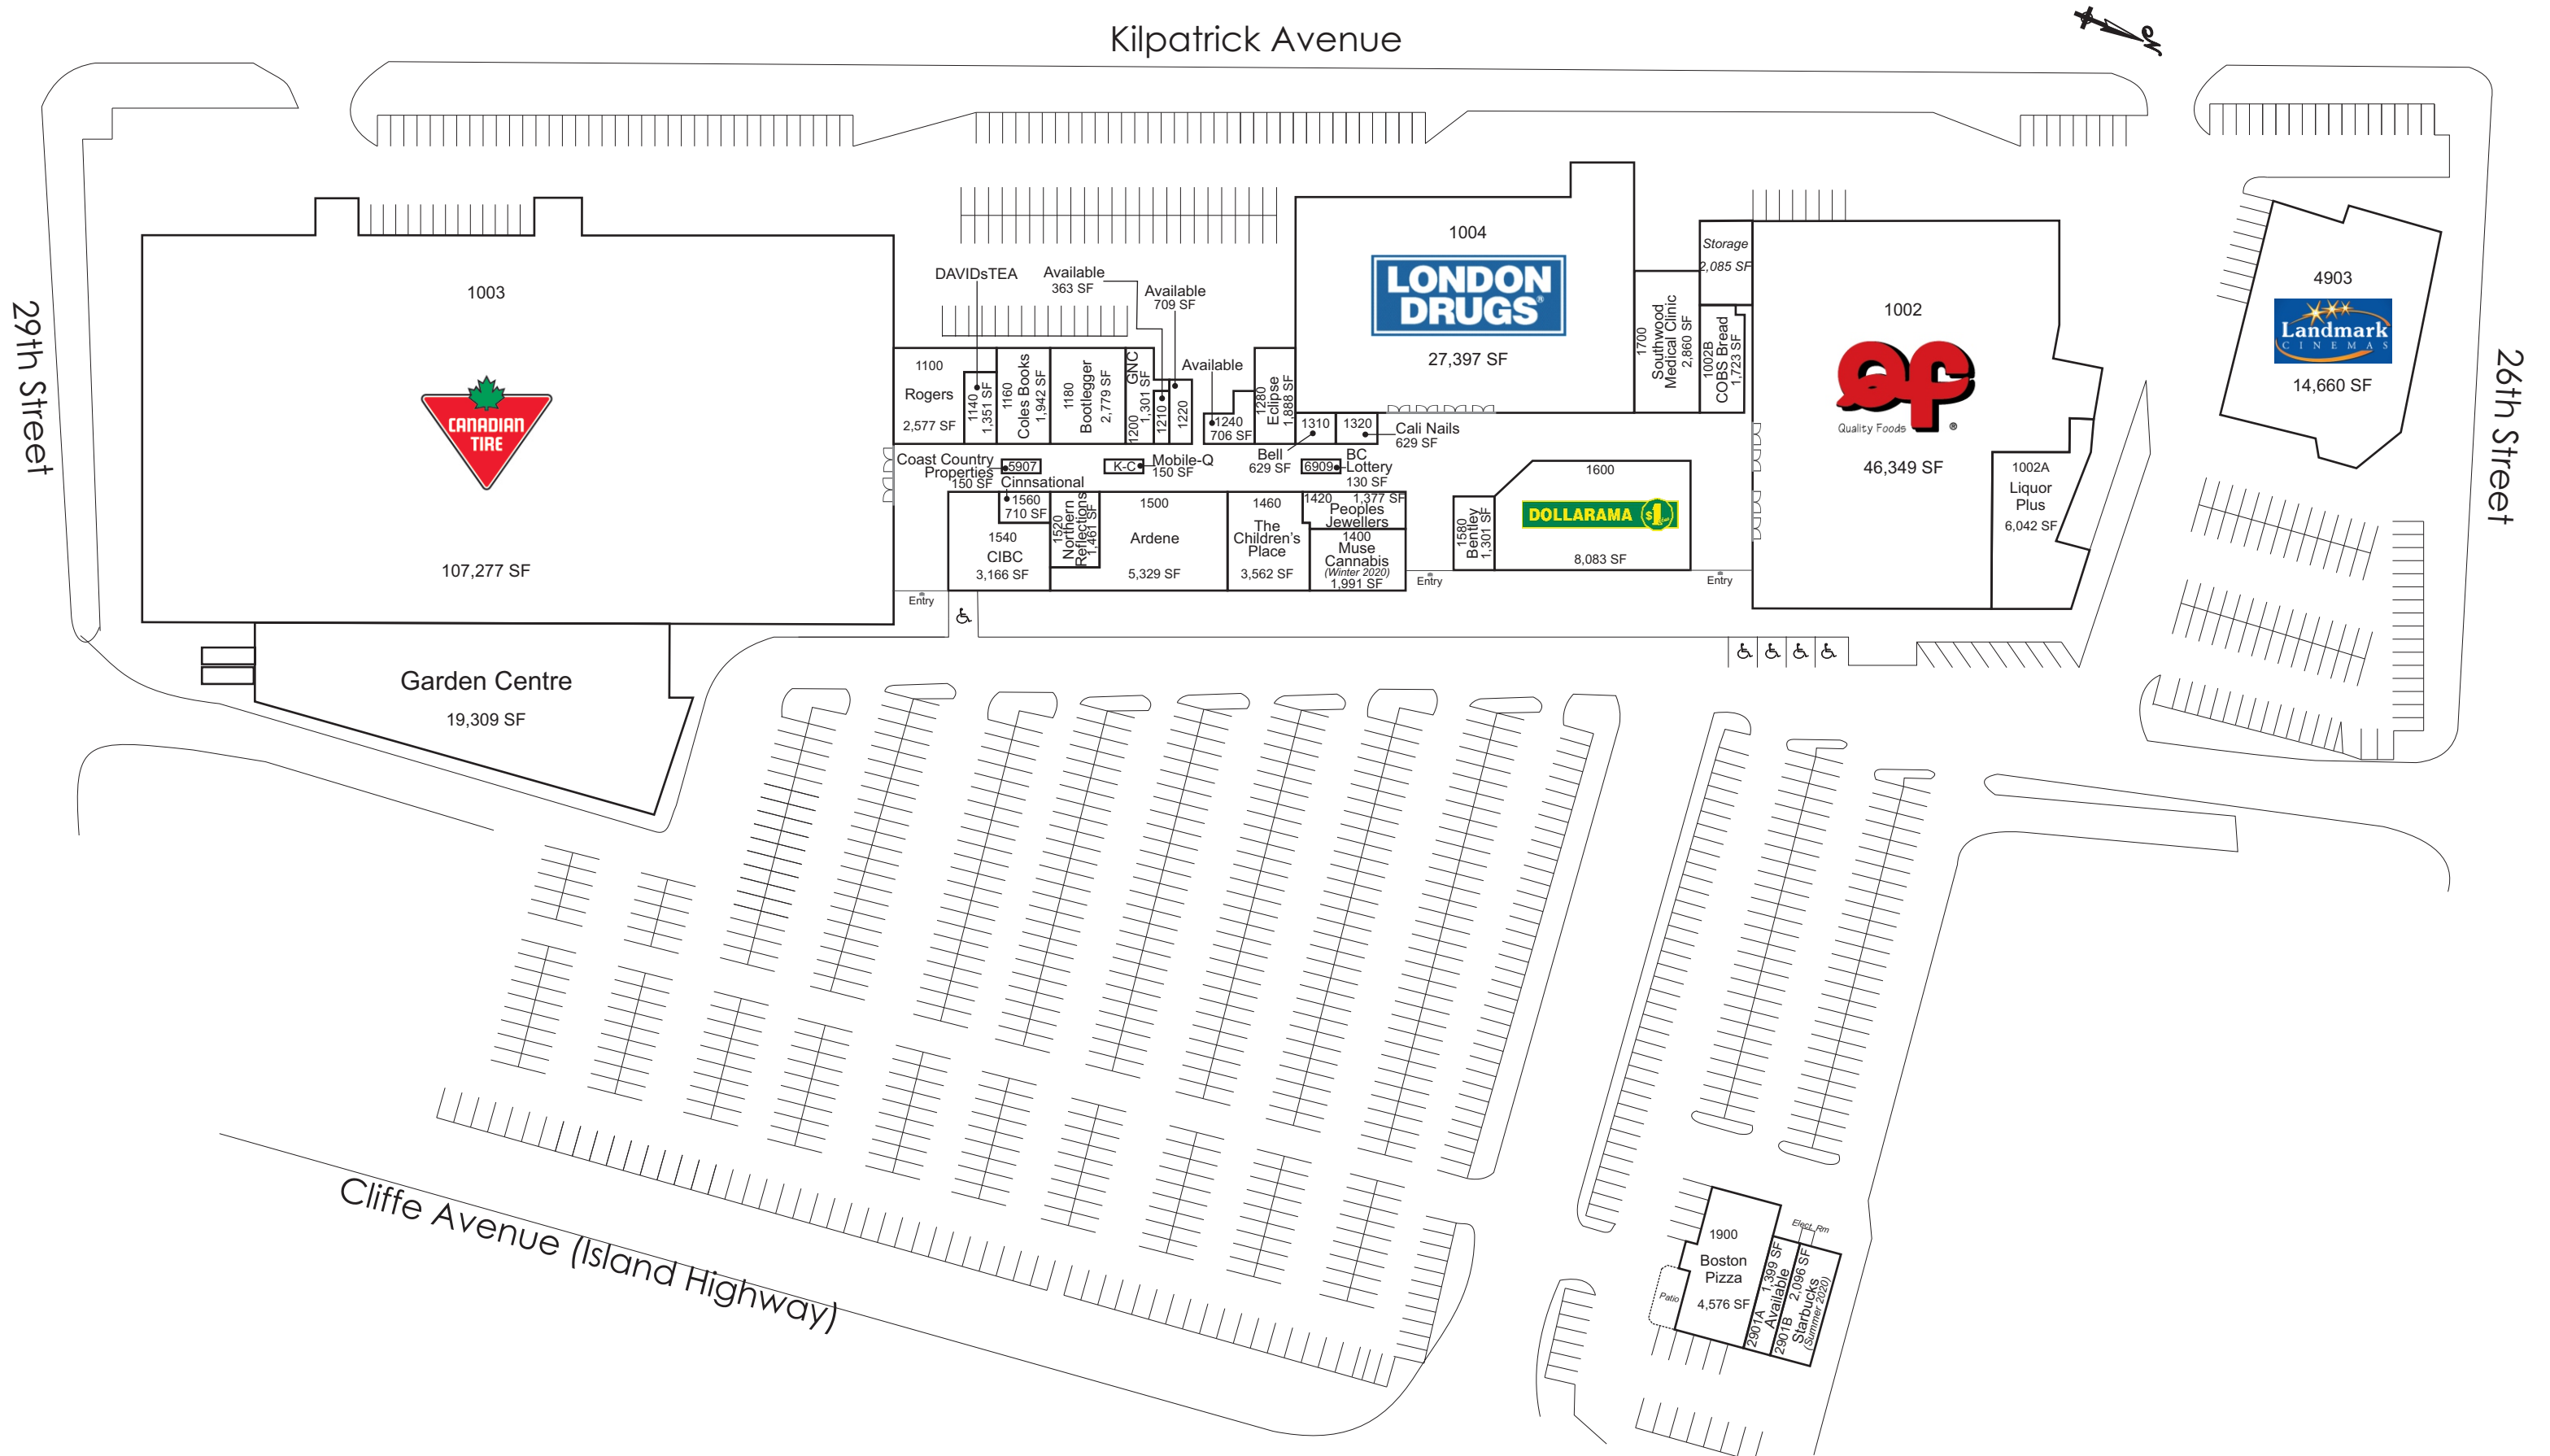 Kilpatrick Avenue
29th Street
26th Street
1003
CANADIAN
TIRE
107,277 SF
Garden Centre
19,309 SF
DAVIDsTEA
Available
363 SF
Available
709 SF
Available
1100
Rogers
2,577 SF
1140
1,351 SF
1160
Coles Books
1,942 SF
1180
Bootlegger
2,779 SF
1200
GNC
1,301 SF
1210
1220
1240
706 SF
1280
Eclipse
1,888 SF
1004
LONDON
DRUGS®
27,397 SF
1310
1320
Bell
629 SF
Cali Nails
629 SF
1700
Southwood
Medical Clinic
2,860 SF
Storage
2,085 SF
1002B
COBS Bread
1,723 SF
1002
QF
Quality Foods ®
46,349 SF
1002A
Liquor
Plus
6,042 SF
4903
Landmark
CINEMAS
14,660 SF
Coast Country
Properties
150 SF
5907
K-C
Mobile-Q
150 SF
6909
BC
Lottery
130 SF
Cinnsational
1560
710 SF
1540
CIBC
3,166 SF
1520
Northern
Reflections
1,461 SF
1500
Ardene
5,329 SF
1460
The
Children's
Place
3,562 SF
1420 1,377 SF
Peoples
Jewellers
1400
Muse
Cannabis
(Winter 2020)
1,991 SF
1580
Bentley
1,301 SF
1600
DOLLARAMA $1
8,083 SF
Entry
Entry
Entry
1900
Boston
Pizza
4,576 SF
Patio
Elect. Rm
2901A 1,399 SF
Available
2901B 2,096 SF
Starbucks
(Summer 2020)
Cliffe Avenue (Island Highway)